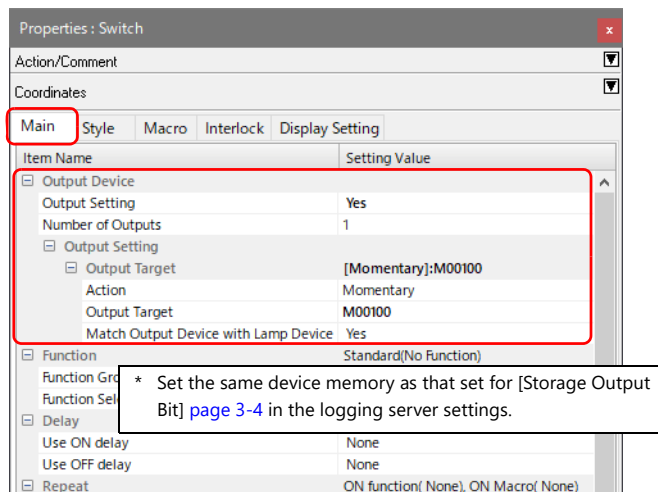 Properties : Switch
x
Action/Comment
Coordinates
Main Style Macro Interlock Display Setting
Item Name Setting Value
Output Device
Output Setting Yes
Number of Outputs 1
Output Setting
Output Target [Momentary]:M00100
Action Momentary
Output Target M00100
Match Output Device with Lamp Device Yes
Function Standard(No Function)
Function Gro
Function Sele
* Set the same device memory as that set for [Storage Output
Bit] page 3-4 in the logging server settings.
Delay
Use ON delay None
Use OFF delay None
Repeat ON function( None), ON Macro( None)